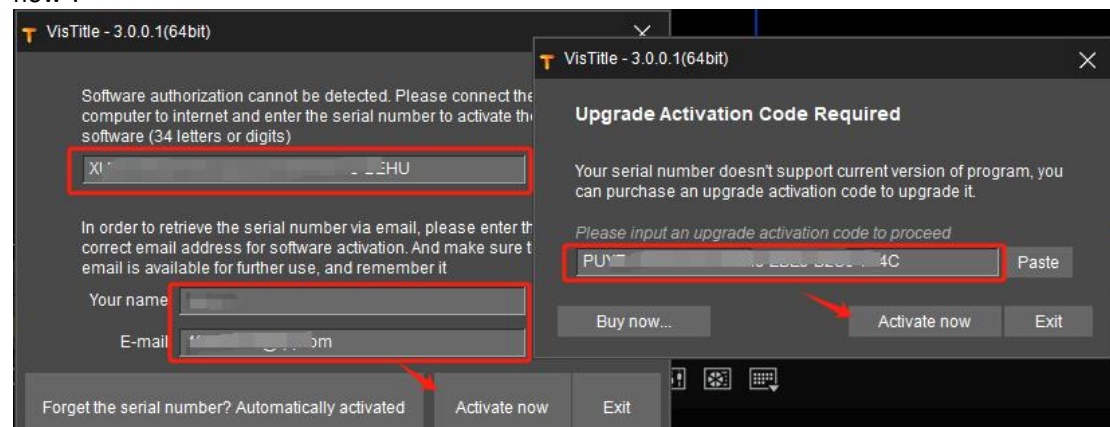 now".
VisTitle - 3.0.0.1(64bit)
Software authorization cannot be detected. Please connect the
computer to internet and enter the serial number to activate the
software (34 letters or digits)
In order to retrieve the serial number via email, please enter th
correct email address for software activation. And make sure t
email is available for further use, and remember it
Your name
E-mail
Forget the serial number? Automatically activated
Activate now
Exit
VisTitle - 3.0.0.1(64bit)
Upgrade Activation Code Required
Your serial number doesn't support current version of program, you
can purchase an upgrade activation code to upgrade it.
Please input an upgrade activation code to proceed
Paste
Buy now...
Activate now
Exit